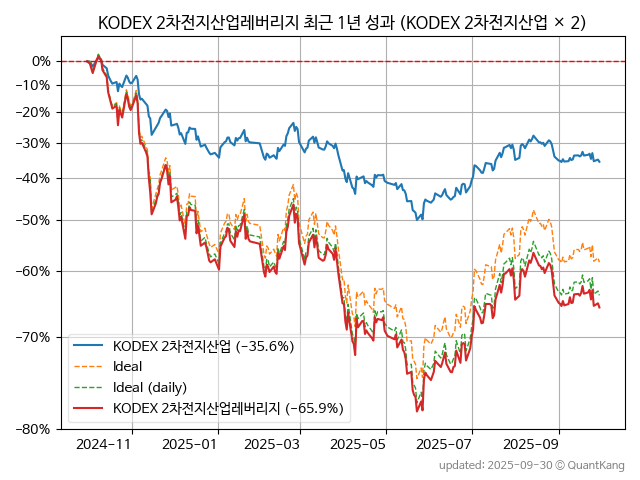 KODEX 2차전지산업레버리지 최근 1년 성과 (KODEX 2차전지산업 × 2)
0%
−10%
−20%
−30%
−40%
−50%
−60%
−70%
−80%
KODEX 2차전지산업 (−35.6%)
Ideal
Ideal (daily)
KODEX 2차전지산업레버리지 (−65.9%)
2024−11 2025−01 2025−03 2025−05 2025−07 2025−09
updated: 2025-09-30 © QuantKang